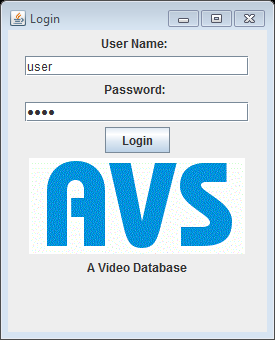 Login
User Name:
user
Password:
••••
Login
AVS
A Video Database